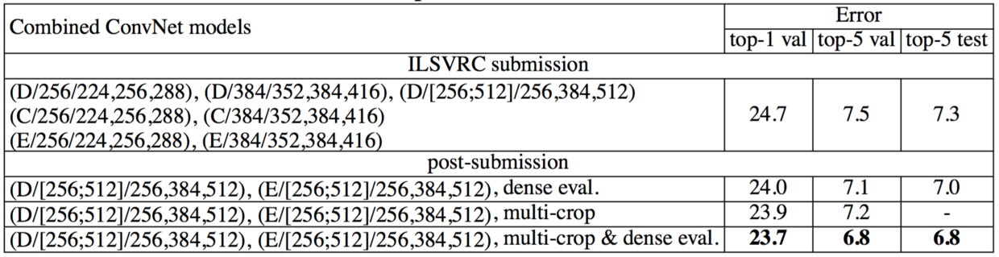 Combined ConvNet models
Error
top-1 val top-5 val top-5 test
ILSVRC submission
(D/256/224,256,288), (D/384/352,384,416), (D/[256;512]/256,384,512)
(C/256/224,256,288), (C/384/352,384,416)
(E/256/224,256,288), (E/384/352,384,416)
24.7 7.5 7.3
post-submission
(D/[256;512]/256,384,512), (E/[256;512]/256,384,512), dense eval. 24.0 7.1 7.0
(D/[256;512]/256,384,512), (E/[256;512]/256,384,512), multi-crop 23.9 7.2 -
(D/[256;512]/256,384,512), (E/[256;512]/256,384,512), multi-crop & dense eval. 23.7 6.8 6.8